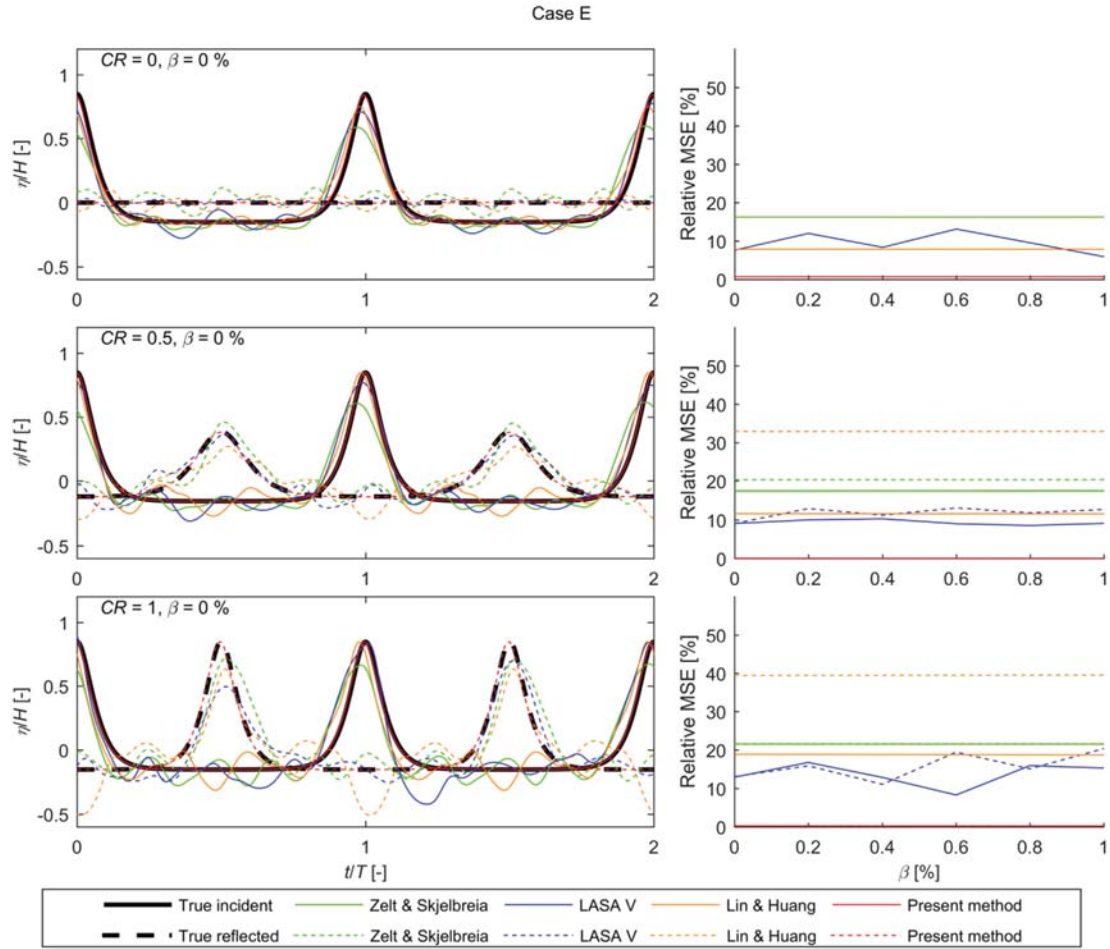 Case E
CR = 0, β = 0 %
η/H [-]
1
0.5
0
-0.5
0 1 2
Relative MSE [%]
50
40
30
20
10
0
0 0.2 0.4 0.6 0.8 1
CR = 0.5, β = 0 %
η/H [-]
1
0.5
0
-0.5
0 1 2
Relative MSE [%]
50
40
30
20
10
0
0 0.2 0.4 0.6 0.8 1
CR = 1, β = 0 %
η/H [-]
1
0.5
0
-0.5
0 1 2
t/T [-]
Relative MSE [%]
50
40
30
20
10
0
0 0.2 0.4 0.6 0.8 1
β [%]
True incident Zelt & Skjelbreia LASA V Lin & Huang Present method
True reflected Zelt & Skjelbreia LASA V Lin & Huang Present method